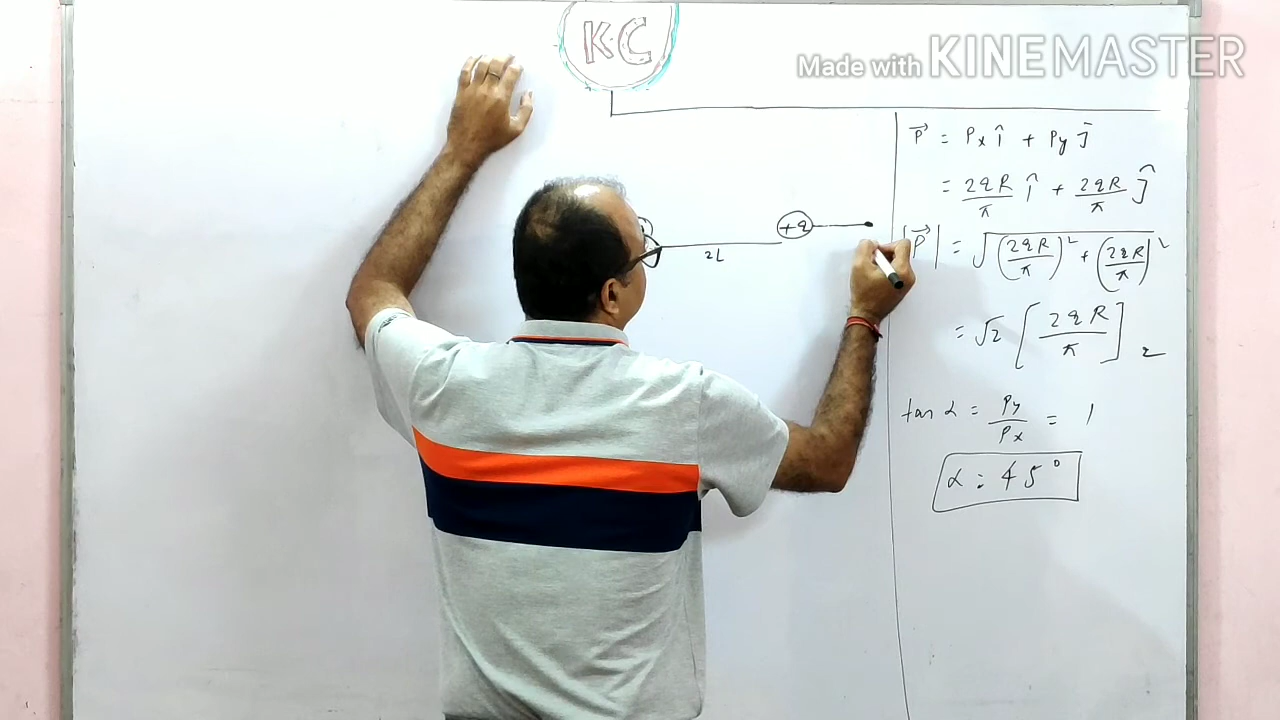 K.C
Made with KINEMASTER
+q
2L
P⃗ = Px î + Py ĵ
= 2qR/π î + 2qR/π ĵ
|P⃗| = √((2qR/π)² + (2qR/π)²)
= √2 [2qR/π]
tan α = Py/Px = 1
α = 45°